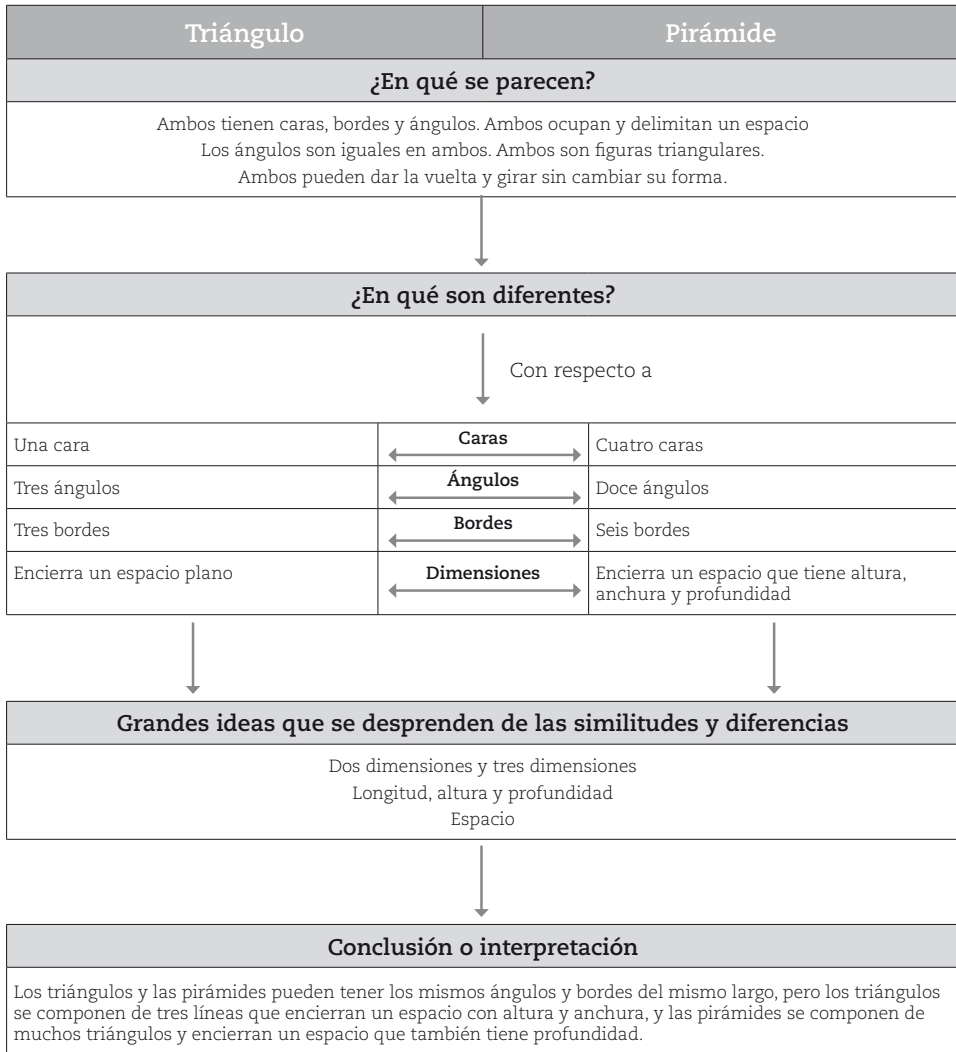 Triángulo Pirámide
¿En qué se parecen?
Ambos tienen caras, bordes y ángulos. Ambos ocupan y delimitan un espacio
Los ángulos son iguales en ambos. Ambos son figuras triangulares.
Ambos pueden dar la vuelta y girar sin cambiar su forma.
¿En qué son diferentes?
Con respecto a
Una cara Caras Cuatro caras
Tres ángulos Ángulos Doce ángulos
Tres bordes Bordes Seis bordes
Encierra un espacio plano Dimensiones Encierra un espacio que tiene altura,
anchura y profundidad
Grandes ideas que se desprenden de las similitudes y diferencias
Dos dimensiones y tres dimensiones
Longitud, altura y profundidad
Espacio
Conclusión o interpretación
Los triángulos y las pirámides pueden tener los mismos ángulos y bordes del mismo largo, pero los triángulos
se componen de tres líneas que encierran un espacio con altura y anchura, y las pirámides se componen de
muchos triángulos y encierran un espacio que también tiene profundidad.